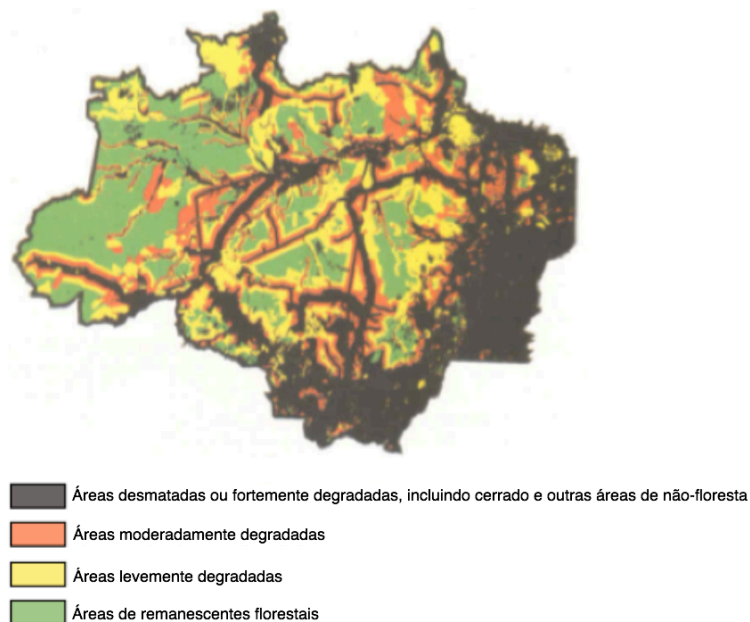 Áreas desmatadas ou fortemente degradadas, incluindo cerrado e outras áreas de não-floresta
Áreas moderadamente degradadas
Áreas levemente degradadas
Áreas de remanescentes florestais